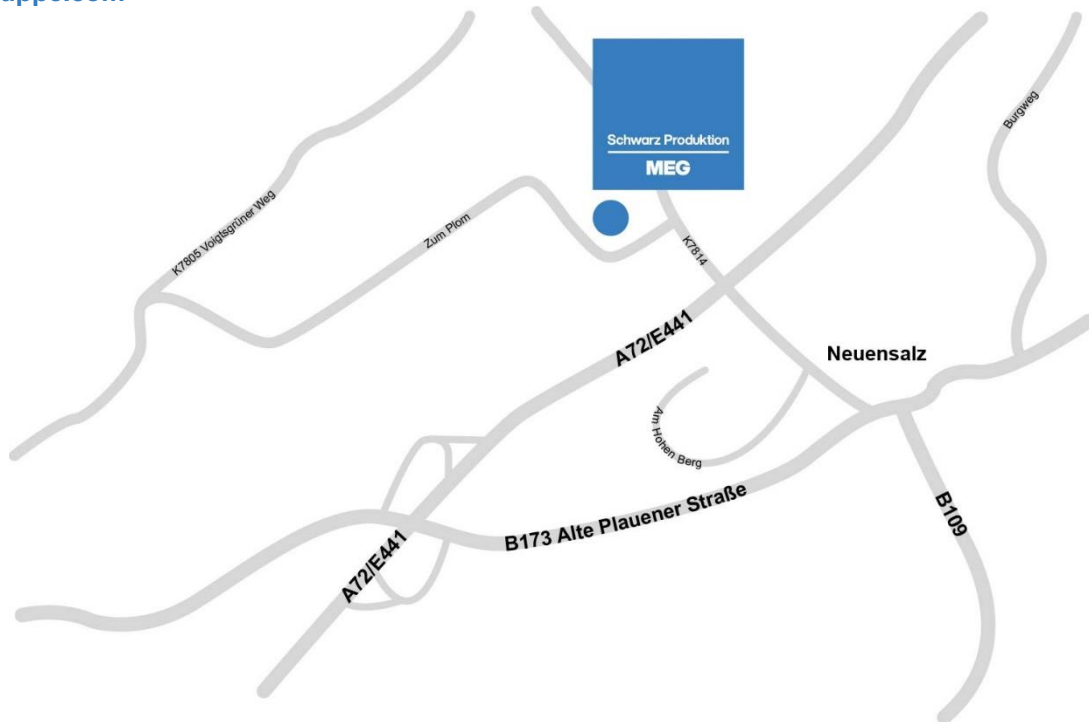 Schwarz Produktion
MEG
Burgweg
K7805 Voigtsgrüner Weg
Zum Plom
K7814
A72/E441
Neuensalz
Am Hohen Berg
B173 Alte Plauener Straße
B109
A72/E441